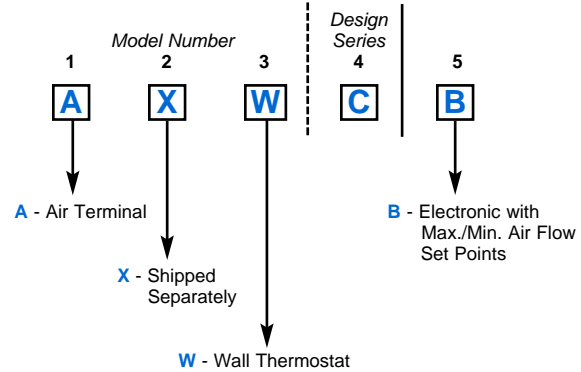 Model Number
Design
Series
1 2 3 4 5
A X W C B
A - Air Terminal
B - Electronic with
Max./Min. Air Flow
Set Points
X - Shipped
Separately
W - Wall Thermostat